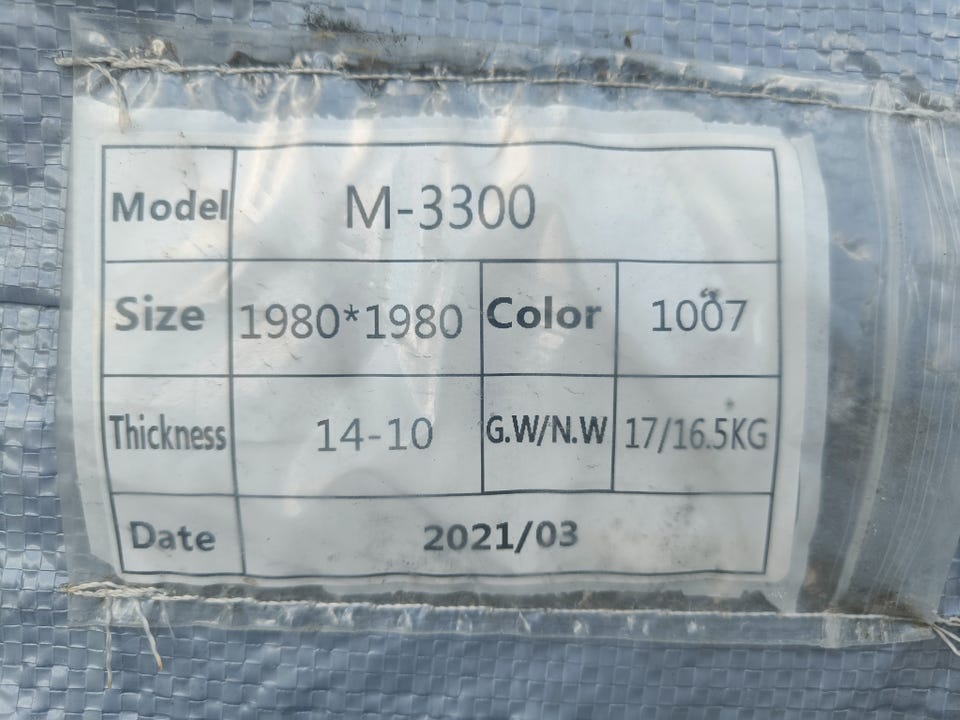 Model M-3300
Size 1980*1980 Color 1007
Thickness 14-10 G.W/N.W 17/16.5KG
Date 2021/03